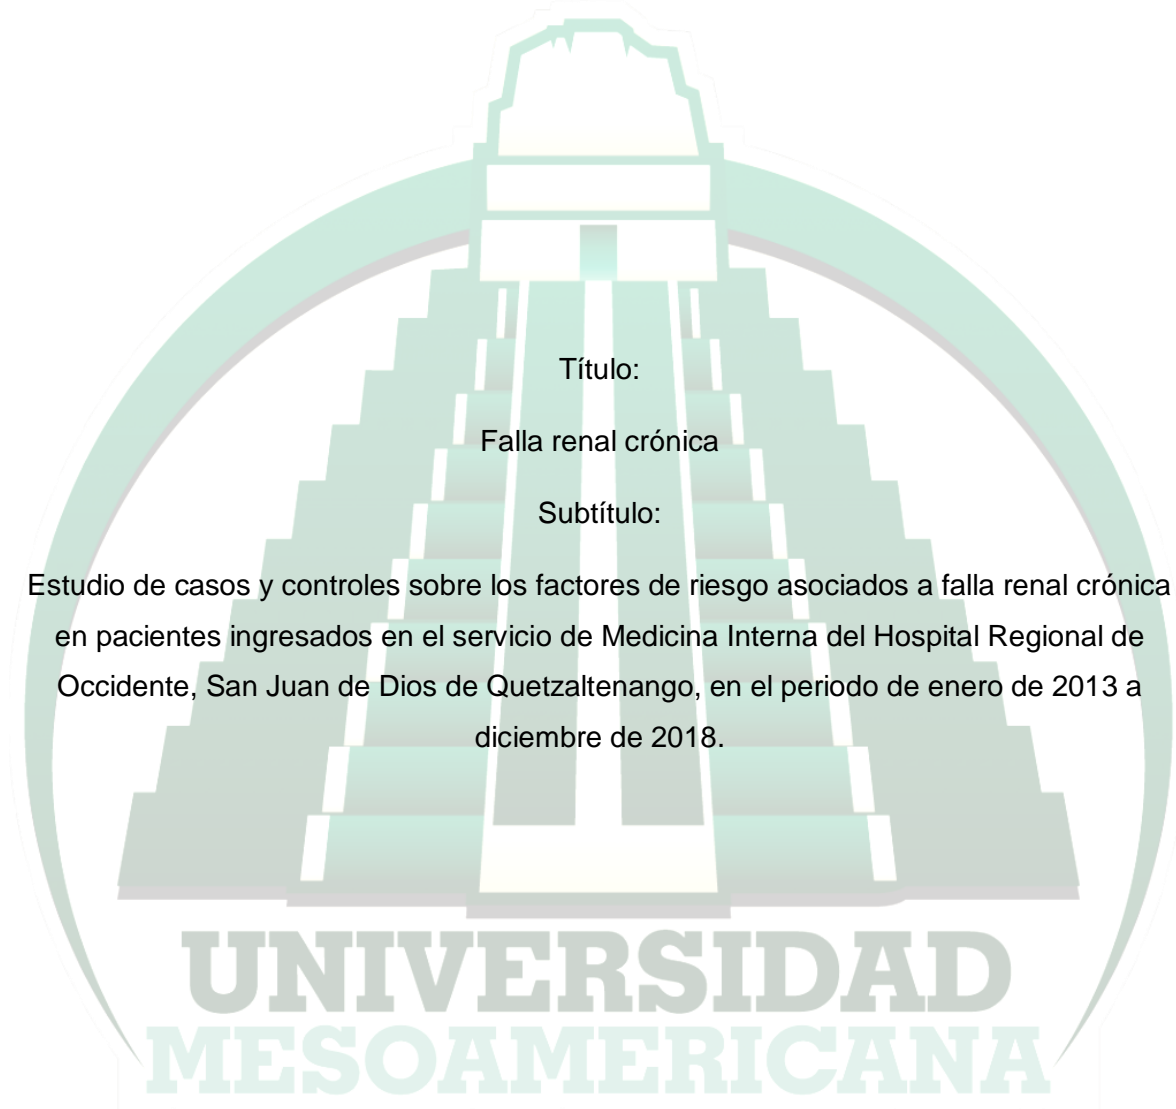 Título:
Falla renal crónica
Subtítulo:
Estudio de casos y controles sobre los factores de riesgo asociados a falla renal crónica
en pacientes ingresados en el servicio de Medicina Interna del Hospital Regional de
Occidente, San Juan de Dios de Quetzaltenango, en el periodo de enero de 2013 a
diciembre de 2018.
UNIVERSIDAD
MESOAMERICANA